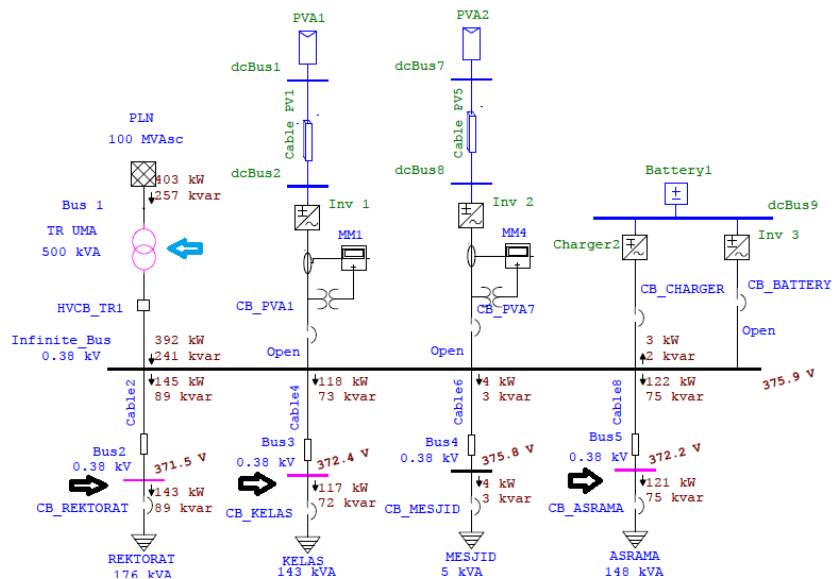 PVA1
PVA2
dcBus1
dcBus7
Cable PV1
Cable PV5
PLN
100 MVAsc
403 kW
257 kvar
dcBus2
dcBus8
Battery1
Bus 1
dcBus9
TR UMA
500 kVA
Inv 1
Inv 2
MM1
MM4
Charger2
Inv 3
HVCB_TR1
CB_PVA1
CB_PVA7
CB_CHARGER
CB_BATTERY
Infinite_Bus
0.38 kV
392 kW
241 kvar
Open
Open
3 kW
2 kvar
Open
375.9 V
Cable2
145 kW
89 kvar
Cable4
118 kW
73 kvar
Cable6
4 kW
3 kvar
Cable8
122 kW
75 kvar
Bus2
0.38 kV
371.5 V
Bus3
0.38 kV
372.4 V
Bus4
0.38 kV
375.8 V
Bus5
0.38 kV
372.2 V
143 kW
89 kvar
CB_REKTORAT
117 kW
72 kvar
CB_KELAS
4 kW
3 kvar
CB_MESJID
121 kW
75 kvar
CB_ASRAMA
REKTORAT
176 kVA
KELAS
143 kVA
MESJID
5 kVA
ASRAMA
148 kVA